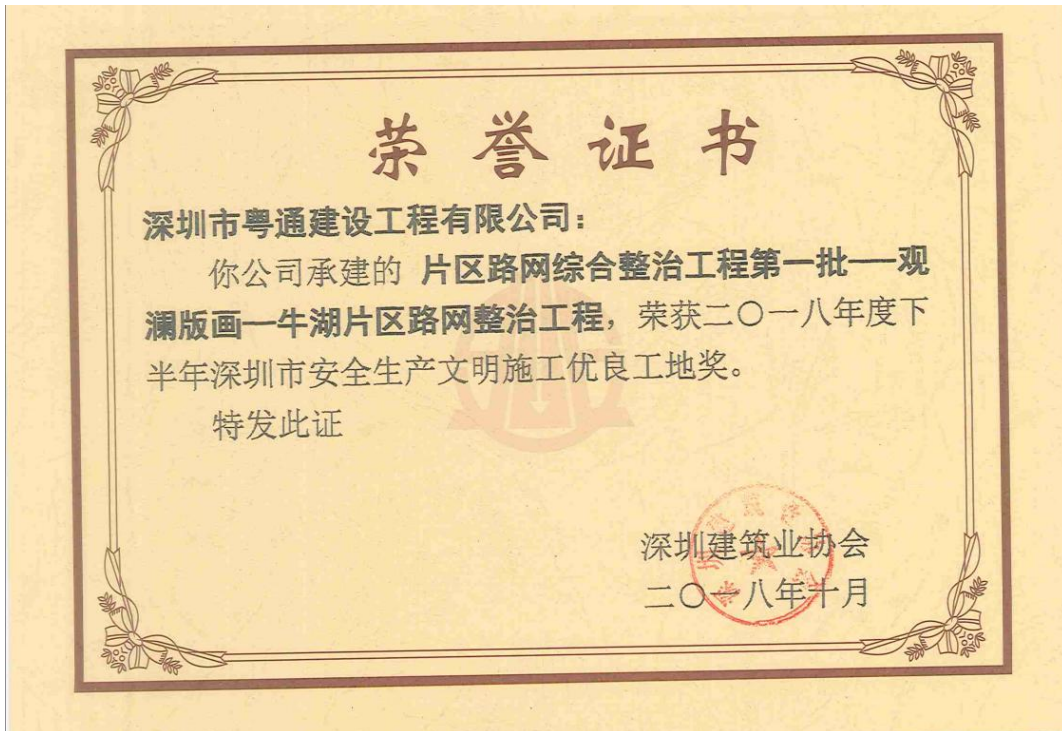 荣誉证书
深圳市粤通建设工程有限公司：
你公司承建的 片区路网综合整治工程第一批——观
澜版画—牛湖片区路网整治工程，荣获二〇一八年度下
半年深圳市安全生产文明施工优良工地奖。
特发此证
深圳建筑业协会
二〇一八年十月